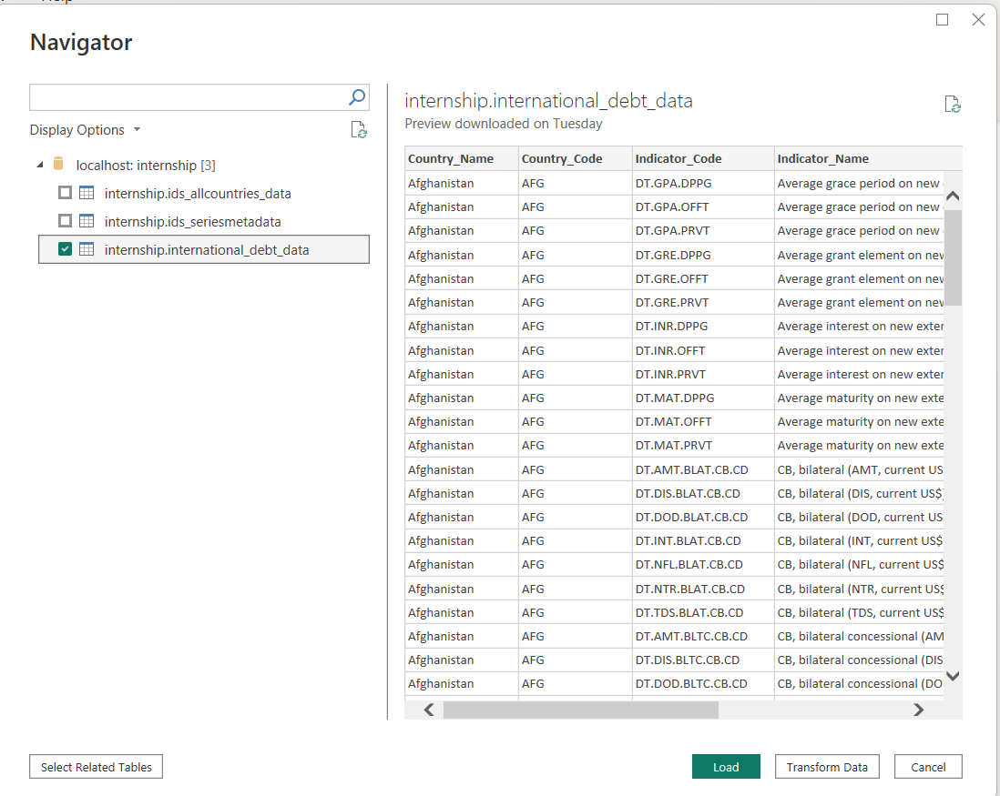 Help
Navigator
Display Options
localhost: internship [3]
internship.ids_allcountries_data
internship.ids_seriesmetadata
internship.international_debt_data
internship.international_debt_data
Preview downloaded on Tuesday
Country_Name Country_Code Indicator_Code Indicator_Name
Afghanistan AFG DT.GPA.DPPG Average grace period on new
Afghanistan AFG DT.GPA.OFFT Average grace period on new
Afghanistan AFG DT.GPA.PRVT Average grace period on new
Afghanistan AFG DT.GRE.DPPG Average grant element on new
Afghanistan AFG DT.GRE.OFFT Average grant element on new
Afghanistan AFG DT.GRE.PRVT Average grant element on new
Afghanistan AFG DT.INR.DPPG Average interest on new exter
Afghanistan AFG DT.INR.OFFT Average interest on new exter
Afghanistan AFG DT.INR.PRVT Average interest on new exter
Afghanistan AFG DT.MAT.DPPG Average maturity on new exte
Afghanistan AFG DT.MAT.OFFT Average maturity on new exte
Afghanistan AFG DT.MAT.PRVT Average maturity on new exte
Afghanistan AFG DT.AMT.BLAT.CB.CD CB, bilateral (AMT, current US
Afghanistan AFG DT.DIS.BLAT.CB.CD CB, bilateral (DIS, current US$)
Afghanistan AFG DT.DOD.BLAT.CB.CD CB, bilateral (DOD, current US
Afghanistan AFG DT.INT.BLAT.CB.CD CB, bilateral (INT, current US$
Afghanistan AFG DT.NFL.BLAT.CB.CD CB, bilateral (NFL, current US$
Afghanistan AFG DT.NTR.BLAT.CB.CD CB, bilateral (NTR, current US$
Afghanistan AFG DT.TDS.BLAT.CB.CD CB, bilateral (TDS, current US$
Afghanistan AFG DT.AMT.BLTC.CB.CD CB, bilateral concessional (AM
Afghanistan AFG DT.DIS.BLTC.CB.CD CB, bilateral concessional (DIS
Afghanistan AFG DT.DOD.BLTC.CB.CD CB, bilateral concessional (DO
Select Related Tables Load Transform Data Cancel